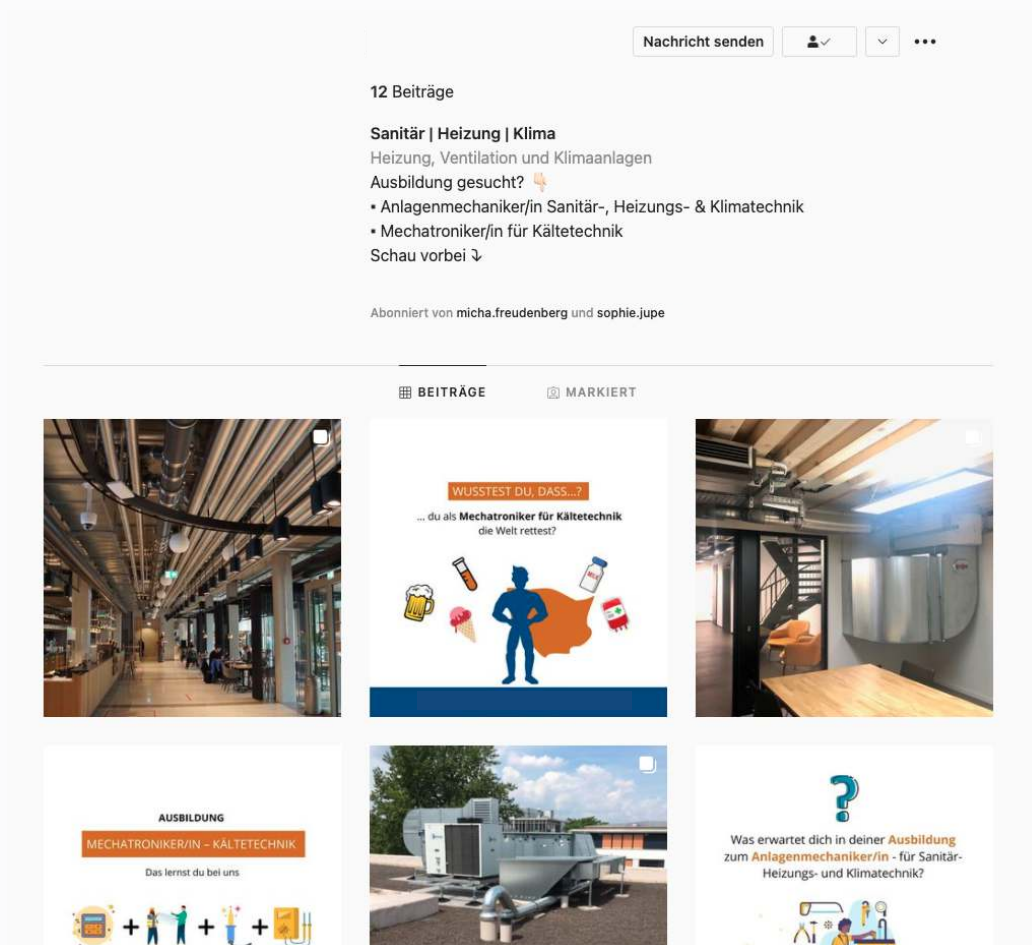 Nachricht senden
12 Beiträge
Sanitär | Heizung | Klima
Heizung, Ventilation und Klimaanlagen
Ausbildung gesucht? 👇🏻
• Anlagenmechaniker/in Sanitär-, Heizungs- & Klimatechnik
• Mechatroniker/in für Kältetechnik
Schau vorbei ⤵
Abonniert von micha.freudenberg und sophie.jupe
BEITRÄGE
MARKIERT
WUSSTEST DU, DASS...?
... du als Mechatroniker für Kältetechnik
die Welt rettest?
MILK
AUSBILDUNG
MECHATRONIKER/IN – KÄLTETECHNIK
Das lernst du bei uns
?
Was erwartet dich in deiner Ausbildung
zum Anlagenmechaniker/in - für Sanitär-
Heizungs- und Klimatechnik?